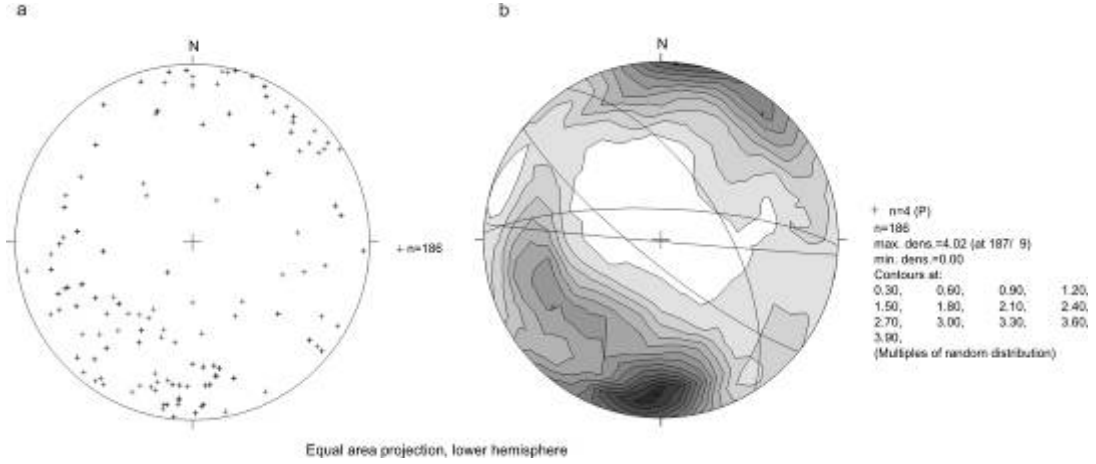 a
b
N
N
+ n=186
+ n=4 (P)
n=186
max. dens.=4.02 (at 187/ 9)
min. dens.=0.00
Contours at:
0.30, 0.60, 0.90, 1.20,
1.50, 1.80, 2.10, 2.40,
2.70, 3.00, 3.30, 3.60,
3.90,
(Multiples of random distribution)
Equal area projection, lower hemisphere